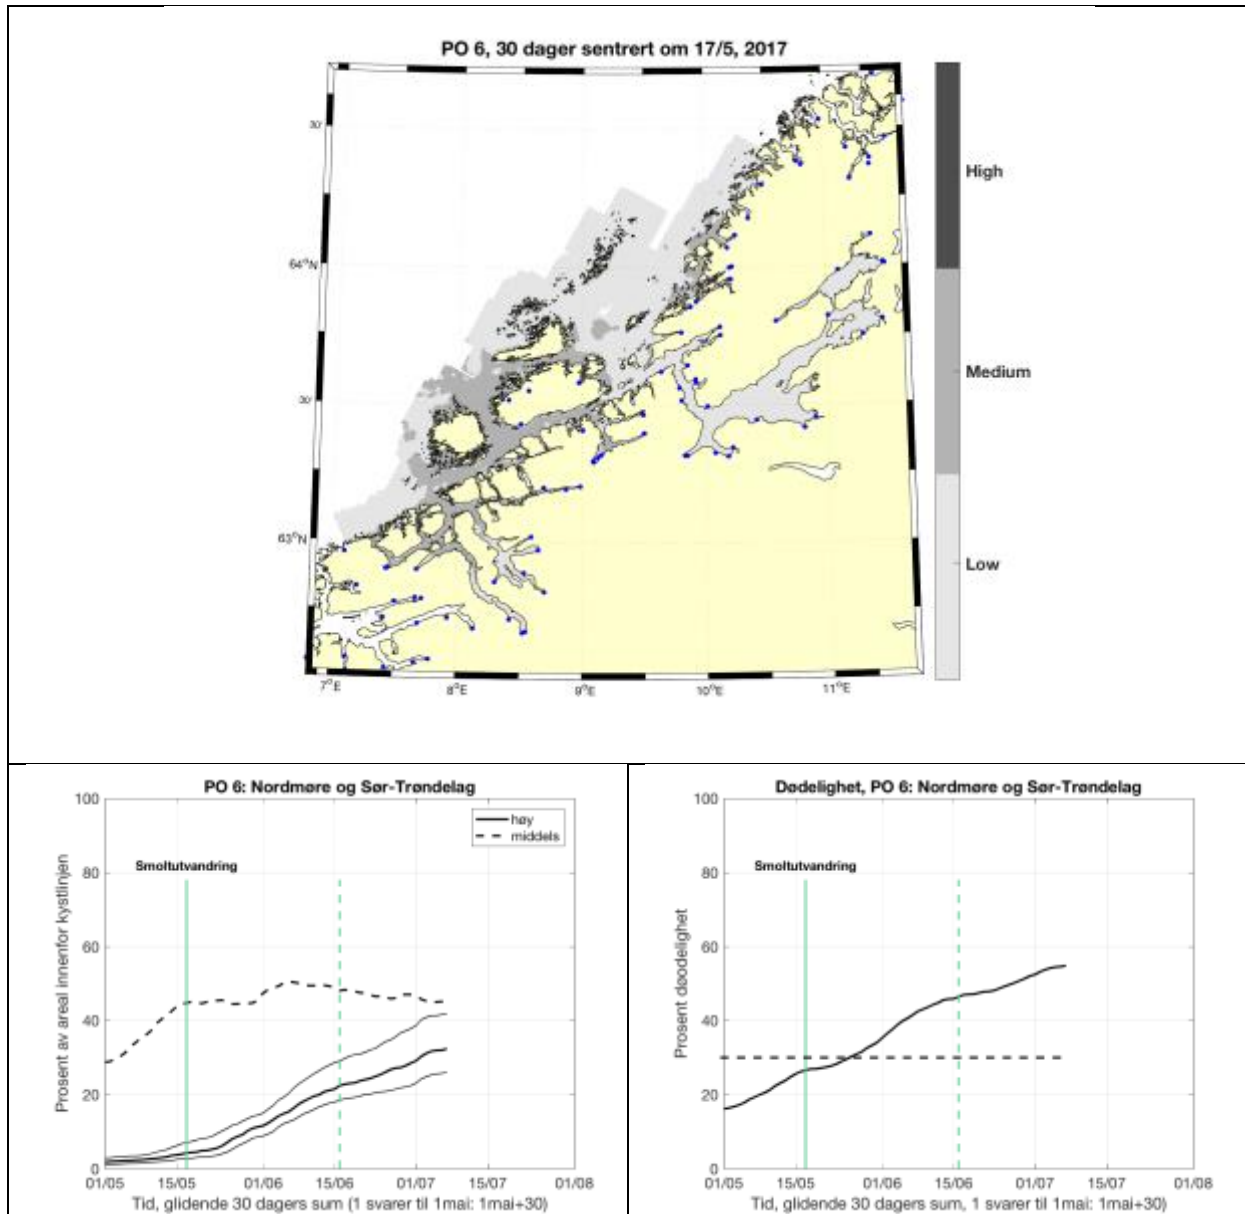 PO 6, 30 dager sentrert om 17/5, 2017
30'
64°N
30'
63°N
7°E
8°E
9°E
10°E
11°E
High
Medium
Low
PO 6: Nordmøre og Sør-Trøndelag
høy
middels
Smoltutvandring
Prosent av areal innenfor kystlinjen
100
80
60
40
20
0
01/05
15/05
01/06
15/06
01/07
15/07
01/08
Tid, glidende 30 dagers sum (1 svarer til 1mai: 1mai+30)
Dødelighet, PO 6: Nordmøre og Sør-Trøndelag
Smoltutvandring
Prosent døodelighet
100
80
60
40
20
0
01/05
15/05
01/06
15/06
01/07
15/07
01/08
Tid, glidende 30 dagers sum, 1 svarer til 1mai: 1mai+30)